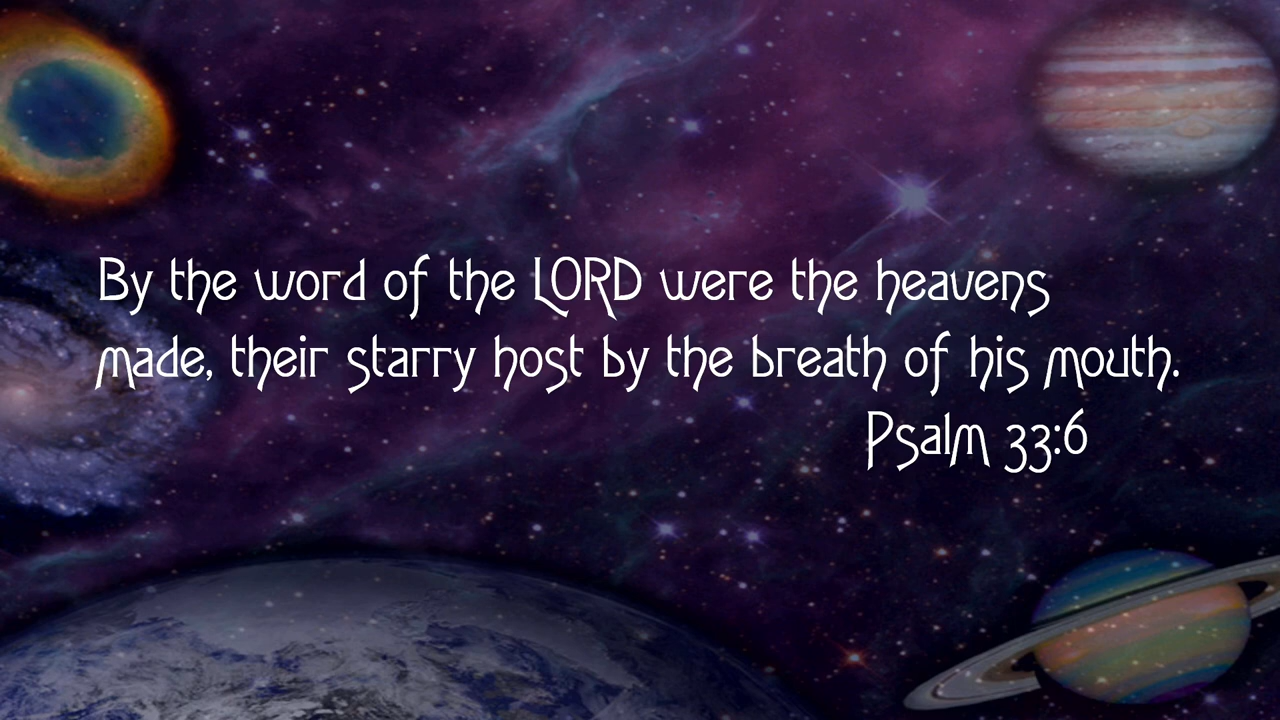 By the word of the LORD were the heavens
made, their starry host by the breath of his mouth.
Psalm 33:6